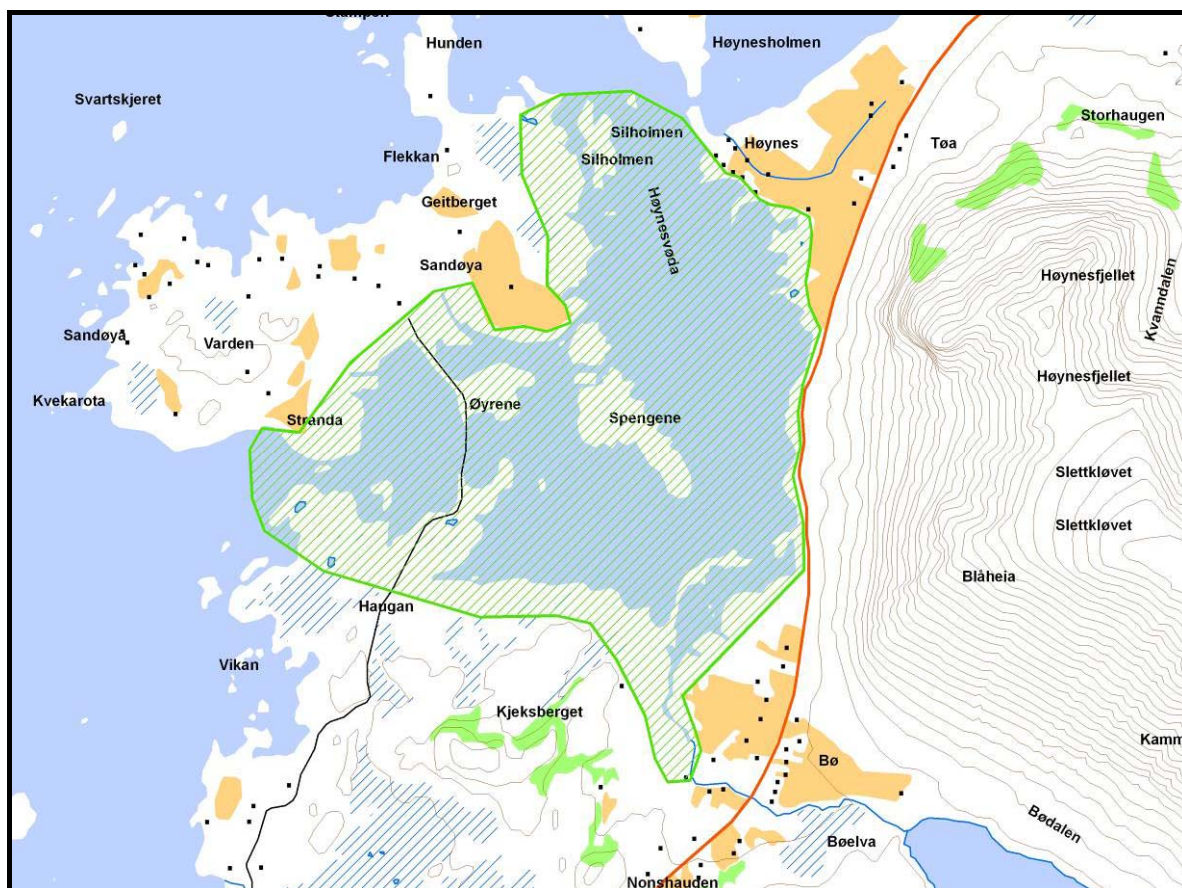 Hunden
Høynesholmen
Svartskjeret
Storhaugen
Silholmen
Høynes
Tøa
Flekkan
Silholmen
Geitberget
Høynesvøda
Sandøya
Høynesfjellet
Kvanndalen
Sandøya
Varden
Høynesfjellet
Kvekarota
Øyrene
Stranda
Spengene
Slettkløvet
Slettkløvet
Blåheia
Haugan
Vikan
Kjeksberget
Kamm
Bø
Bødalen
Bøelva
Nonshauden